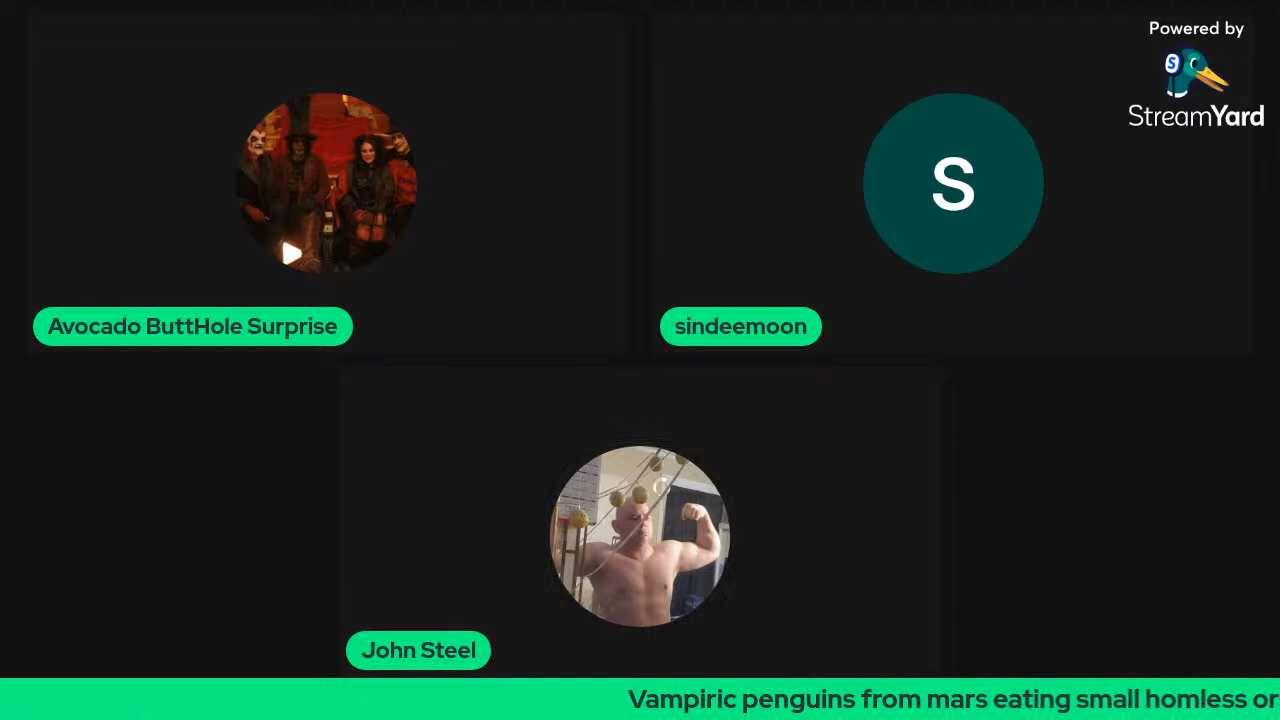 Powered by
StreamYard
S
S
Avocado ButtHole Surprise
sindeemoon
John Steel
Vampiric penguins from mars eating small homless or